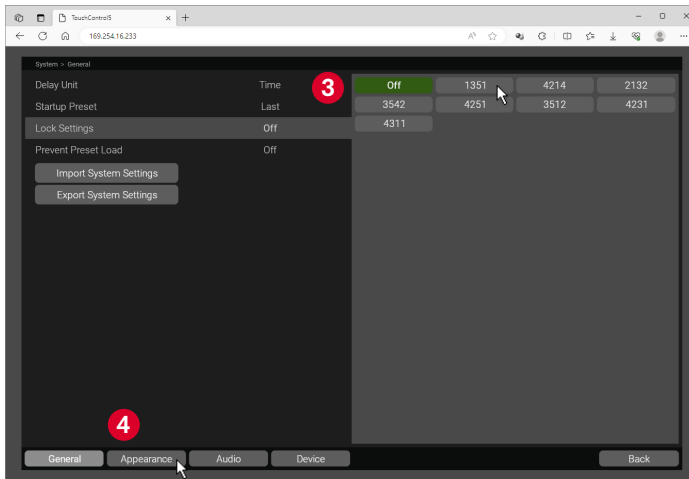 TouchControl5
169.254.16.233
System > General
Delay Unit Time
Startup Preset Last
Lock Settings Off
Prevent Preset Load Off
Import System Settings
Export System Settings
3
Off 1351 4214 2132
3542 4251 3512 4231
4311
4
General Appearance Audio Device Back